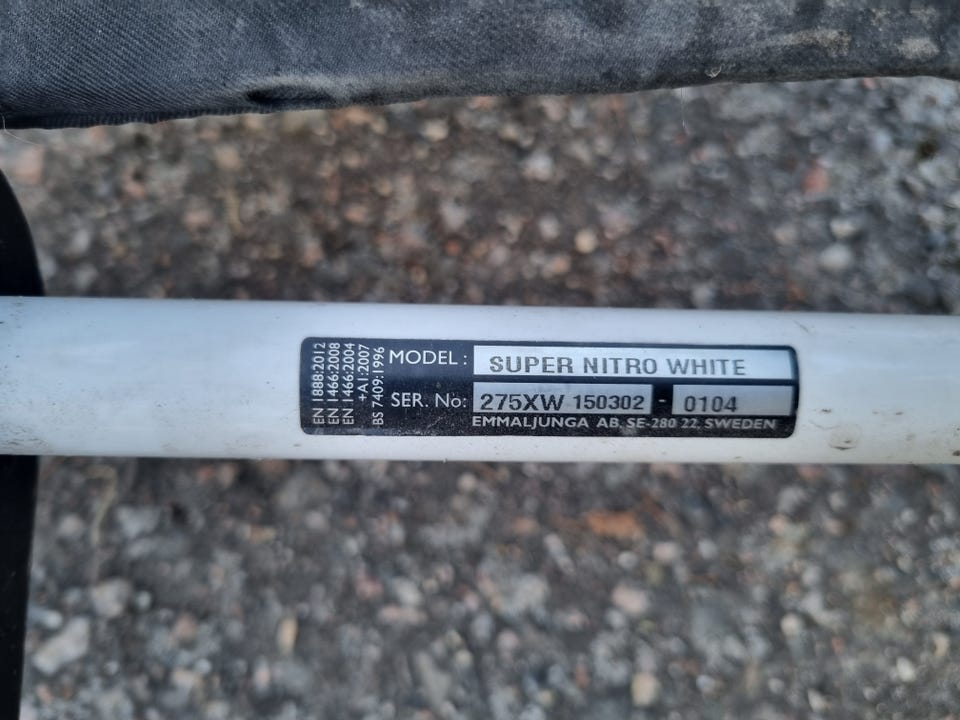 EN 1888:2012
EN 1466:2008
EN 1466:2004
+A1:2007
BS 7409:1996
MODEL : SUPER NITRO WHITE
SER. No: 275XW 150302 - 0104
EMMALJUNGA AB, SE-280 22 SWEDEN